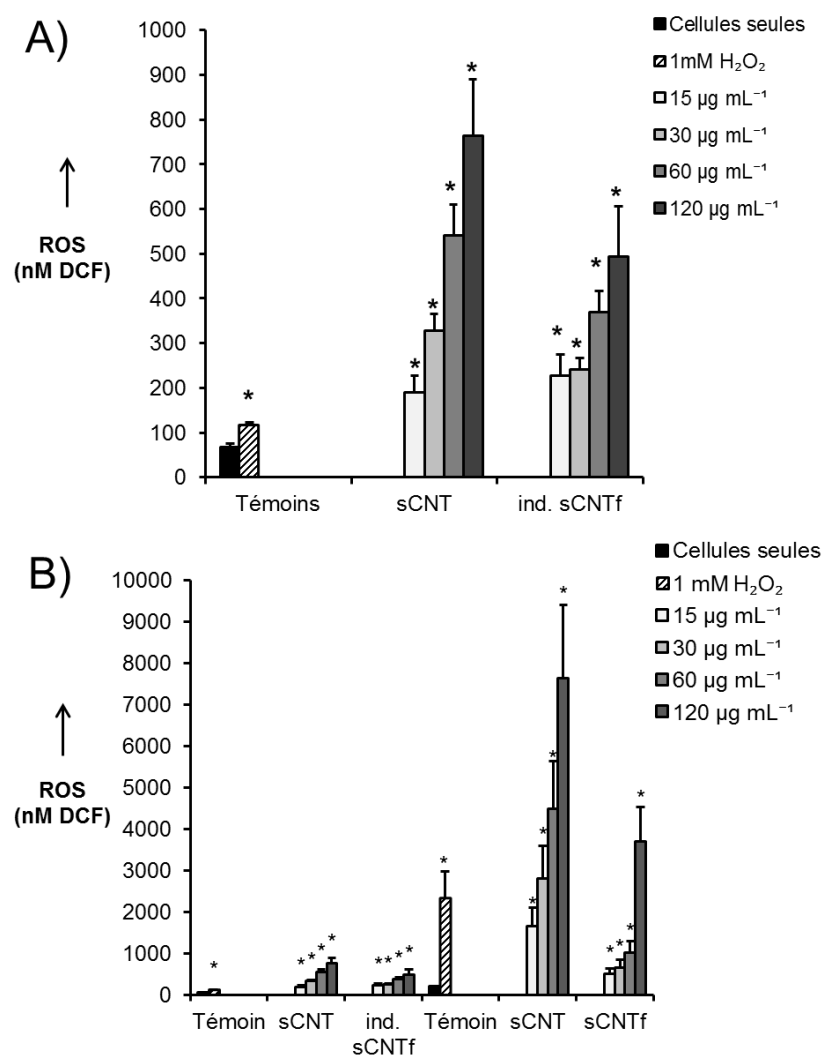 A)
1000
900
800
700
600
500
400
300
200
100
0
ROS
(nM DCF)
* * * * * * * * *
Témoins sCNT ind. sCNTf
Cellules seules
1mM H₂O₂
15 µg mL⁻¹
30 µg mL⁻¹
60 µg mL⁻¹
120 µg mL⁻¹
B)
10000
9000
8000
7000
6000
5000
4000
3000
2000
1000
0
ROS
(nM DCF)
* * * * * * * * * * * * * * * * * *
Témoin sCNT ind. Témoin sCNT sCNTf
sCNTf
Cellules seules
1 mM H₂O₂
15 µg mL⁻¹
30 µg mL⁻¹
60 µg mL⁻¹
120 µg mL⁻¹